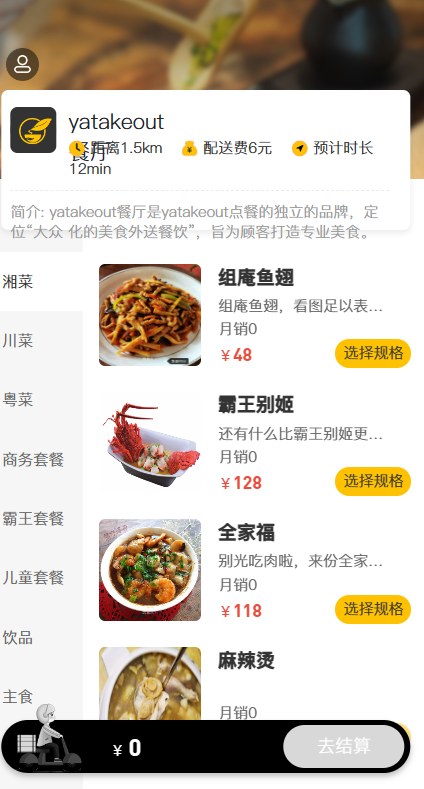 yatakeout
餐厅
距离1.5km 配送费6元 预计时长
12min
简介: yatakeout餐厅是yatakeout点餐的独立的品牌，定
位“大众 化的美食外送餐饮”，旨为顾客打造专业美食。
湘菜
川菜
粤菜
商务套餐
霸王套餐
儿童套餐
饮品
主食
组庵鱼翅
组庵鱼翅，看图足以表...
月销0
￥48
选择规格
霸王别姬
还有什么比霸王别姬更...
月销0
￥128
选择规格
全家福
别光吃肉啦，来份全家...
月销0
￥118
选择规格
麻辣烫
月销0
￥ 0
去结算